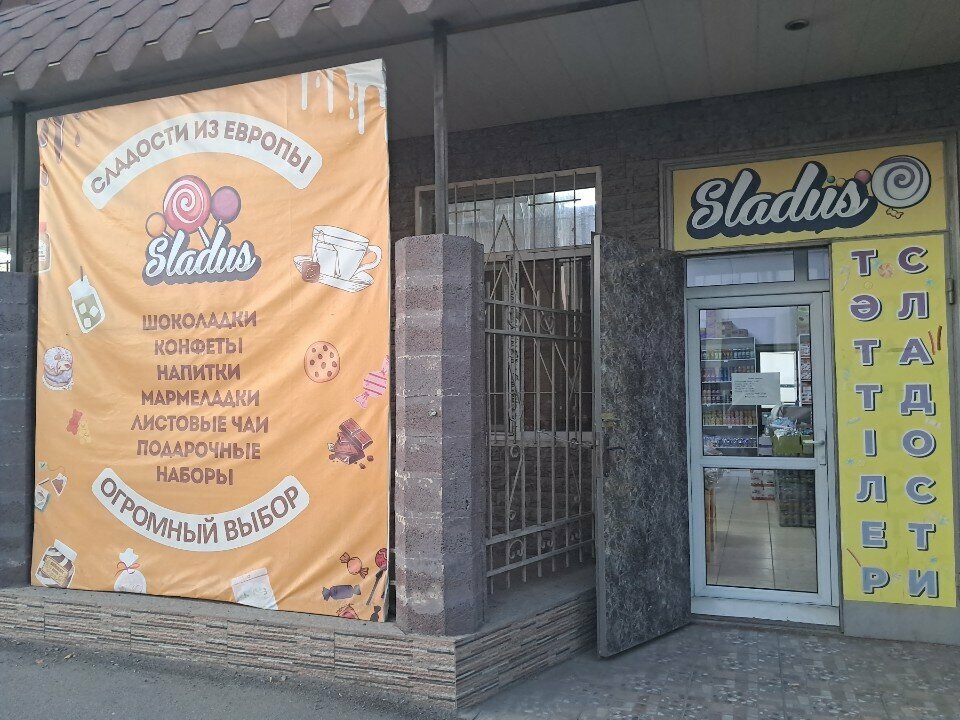 СЛАДОСТИ ИЗ ЕВРОПЫ
Sladus
ШОКОЛАДКИ
КОНФЕТЫ
НАПИТКИ
МАРМЕЛАДКИ
ЛИСТОВЫЕ ЧАИ
ПОДАРОЧНЫЕ
НАБОРЫ
ОГРОМНЫЙ ВЫБОР
Sladus
ТӘТТІЛЕР
СЛАДОСТИ